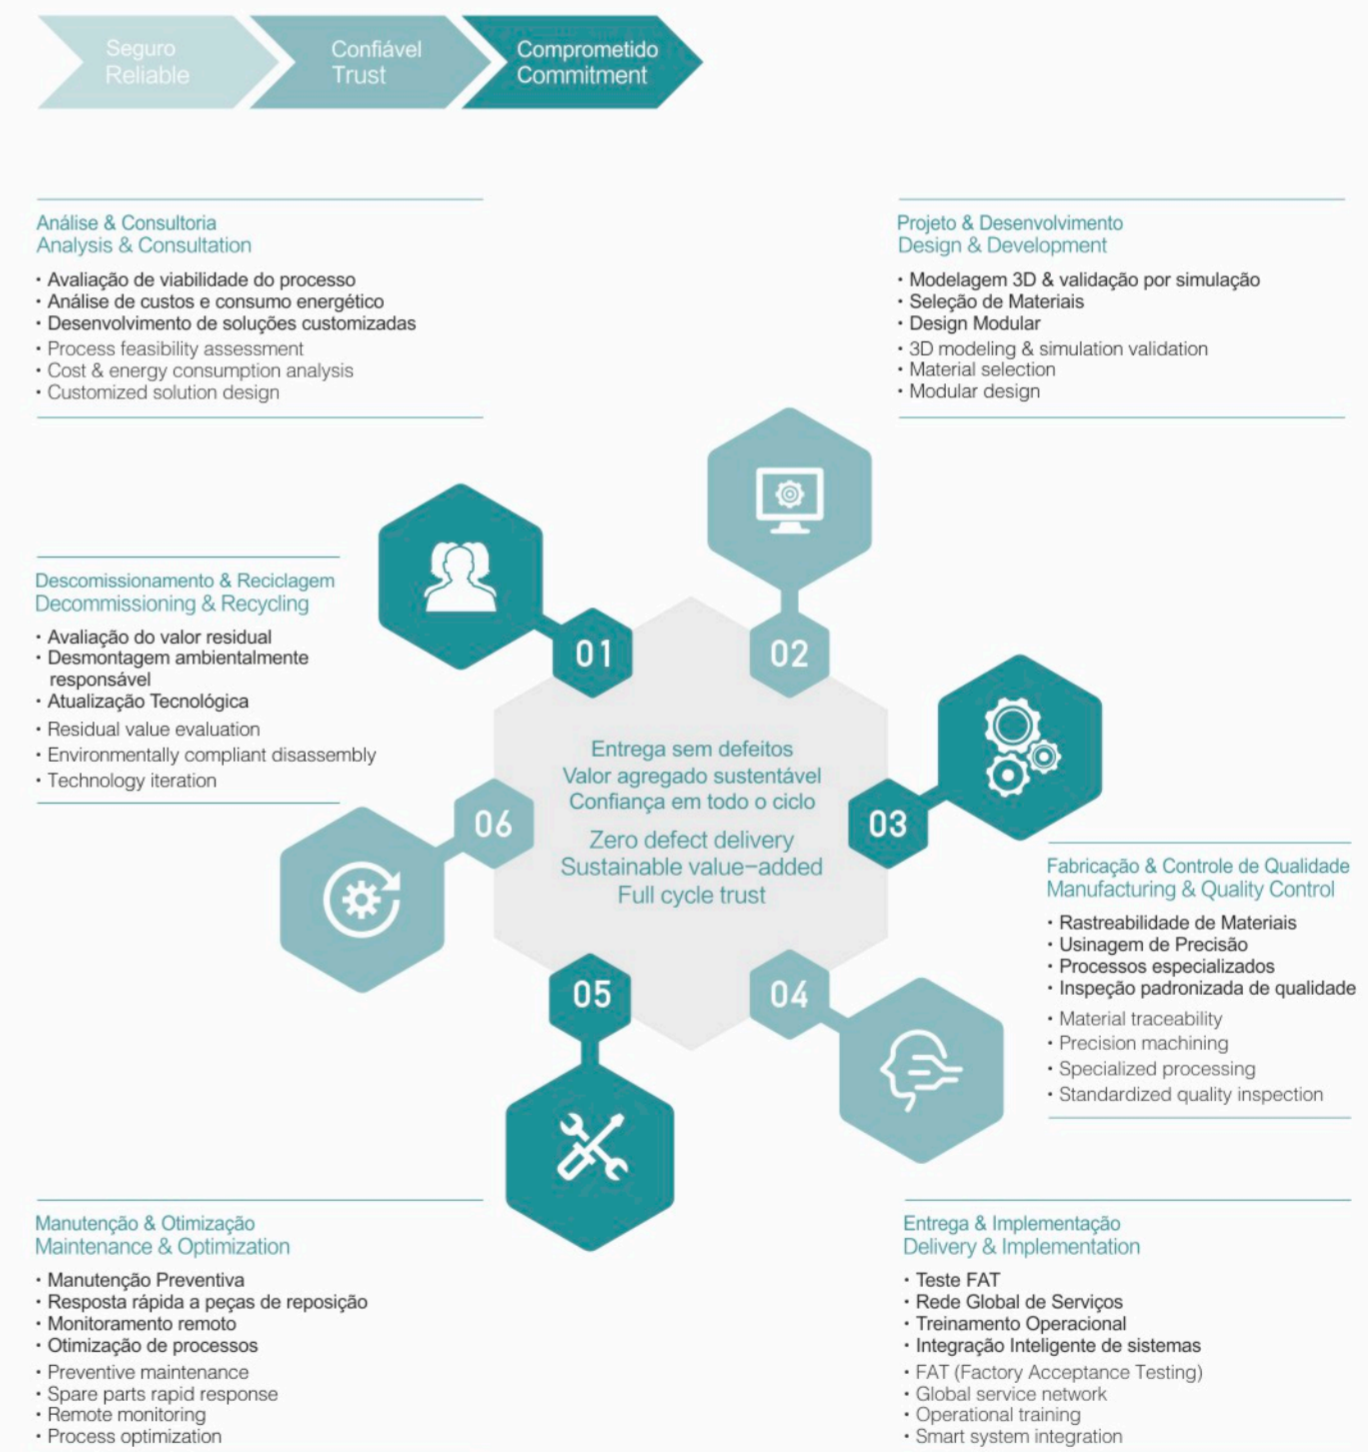 Seguro
Reliable
Confiável
Trust
Comprometido
Commitment
Análise & Consultoria
Analysis & Consultation
• Avaliação de viabilidade do processo
• Análise de custos e consumo energético
• Desenvolvimento de soluções customizadas
• Process feasibility assessment
• Cost & energy consumption analysis
• Customized solution design
Projeto & Desenvolvimento
Design & Development
• Modelagem 3D & validação por simulação
• Seleção de Materiais
• Design Modular
• 3D modeling & simulation validation
• Material selection
• Modular design
Descomissionamento & Reciclagem
Decommissioning & Recycling
• Avaliação do valor residual
• Desmontagem ambientalmente
responsável
• Atualização Tecnológica
• Residual value evaluation
• Environmentally compliant disassembly
• Technology iteration
01
02
03
04
05
06
Entrega sem defeitos
Valor agregado sustentável
Confiança em todo o ciclo
Zero defect delivery
Sustainable value-added
Full cycle trust
Fabricação & Controle de Qualidade
Manufacturing & Quality Control
• Rastreabilidade de Materiais
• Usinagem de Precisão
• Processos especializados
• Inspeção padronizada de qualidade
• Material traceability
• Precision machining
• Specialized processing
• Standardized quality inspection
Manutenção & Otimização
Maintenance & Optimization
• Manutenção Preventiva
• Resposta rápida a peças de reposição
• Monitoramento remoto
• Otimização de processos
• Preventive maintenance
• Spare parts rapid response
• Remote monitoring
• Process optimization
Entrega & Implementação
Delivery & Implementation
• Teste FAT
• Rede Global de Serviços
• Treinamento Operacional
• Integração Inteligente de sistemas
• FAT (Factory Acceptance Testing)
• Global service network
• Operational training
• Smart system integration